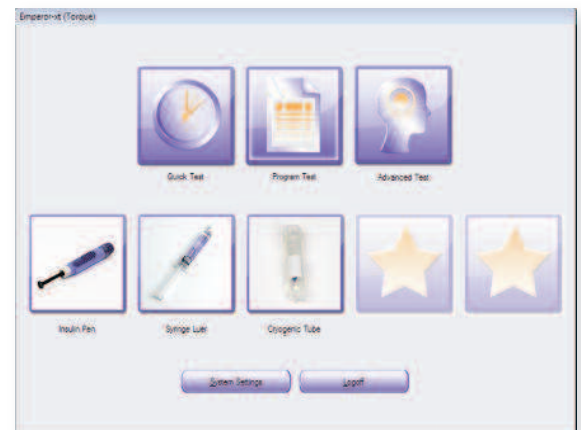 Emperor-xt (Torque)
Quick Test Program Test Advanced Test
Insulin Pen Syringe Luer Cryogenic Tube
System Settings Logoff